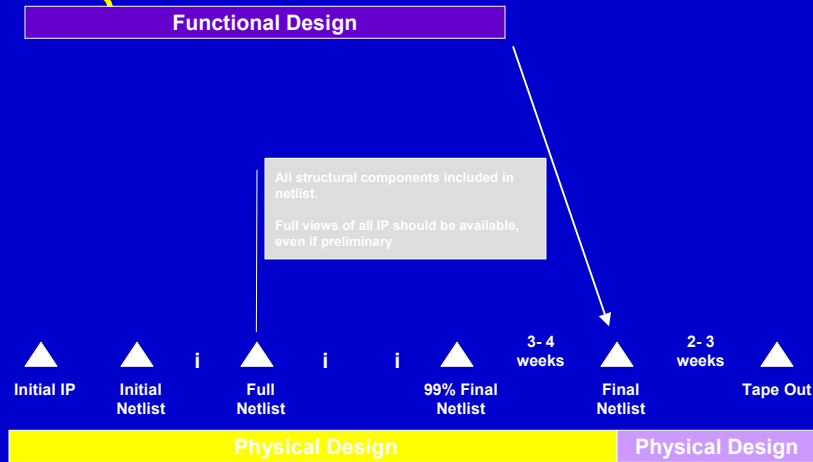 Functional Design
All structural components included in
netlist.
Full views of all IP should be available,
even if preliminary
3- 4
weeks
2- 3
weeks
i
i
i
Initial IP
Initial
Netlist
Full
Netlist
99% Final
Netlist
Final
Netlist
Tape Out
Physical Design
Physical Design